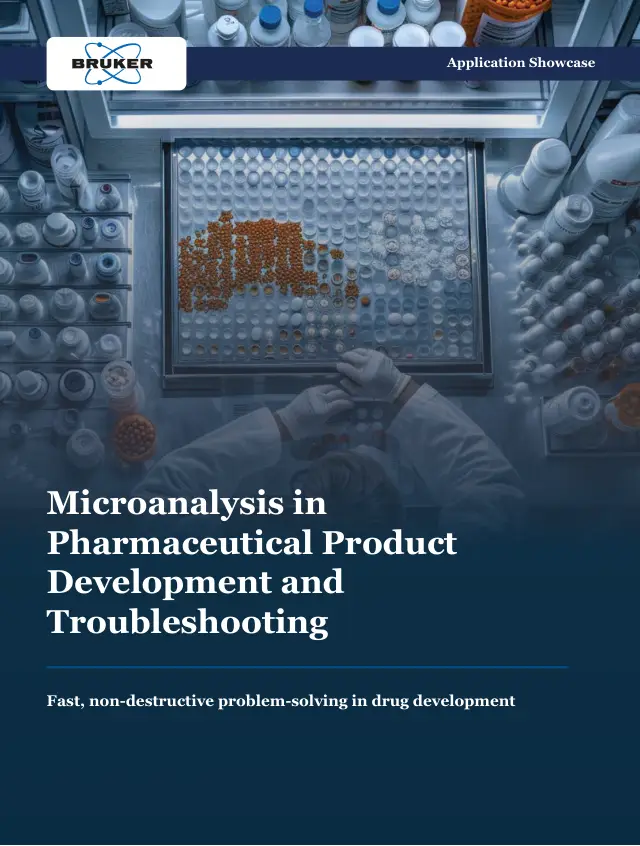 BRUKER
Application Showcase
Microanalysis in
Pharmaceutical Product
Development and
Troubleshooting
Fast, non-destructive problem-solving in drug development